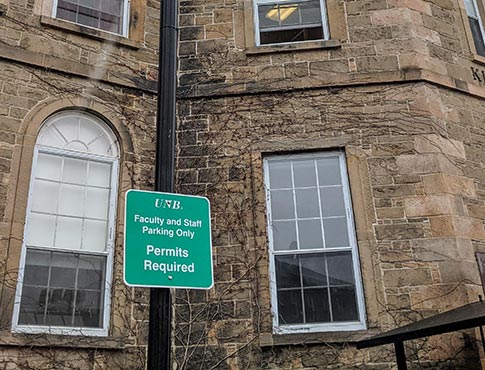 UNB
Faculty and Staff
Parking Only
Permits
Required